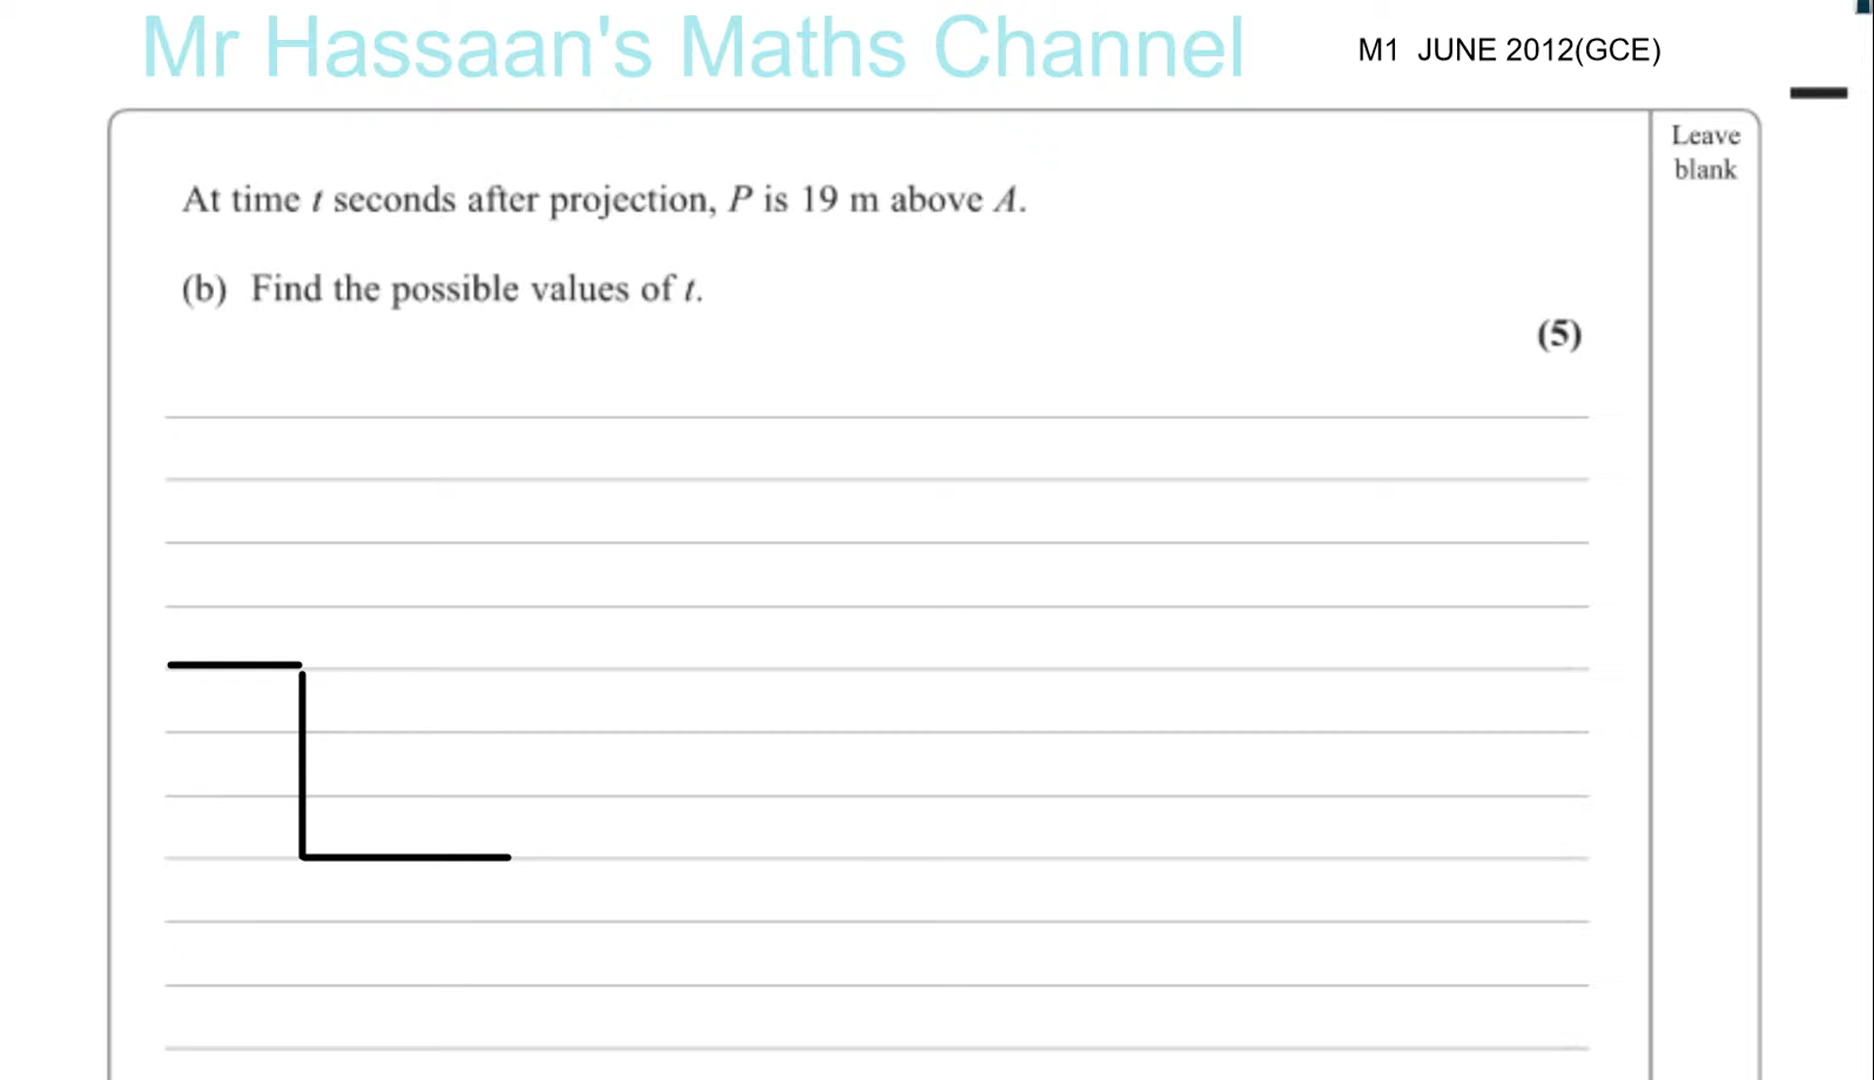 Mr Hassaan's Maths Channel
M1 JUNE 2012(GCE)
Leave
blank
At time t seconds after projection, P is 19 m above A.
(b) Find the possible values of t.
(5)